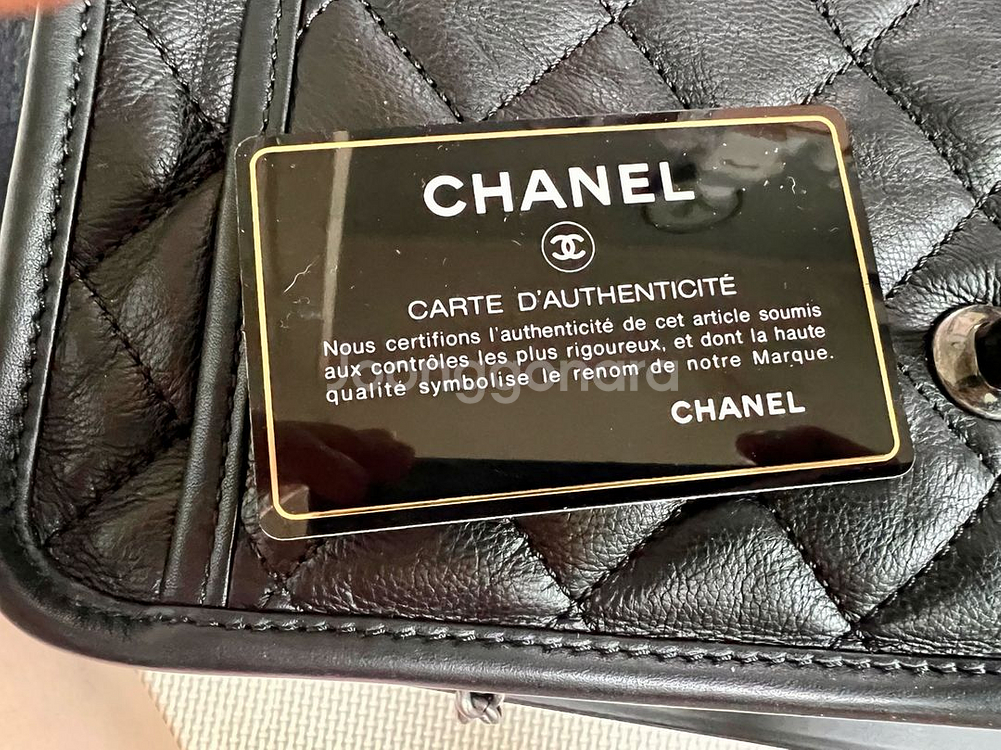 CHANEL
CARTE D'AUTHENTICITÉ
Nous certifions l'authenticité de cet article soumis
aux contrôles les plus rigoureux, et dont la haute
qualité symbolise le renom de notre Marque.
Joonggonara
CHANEL